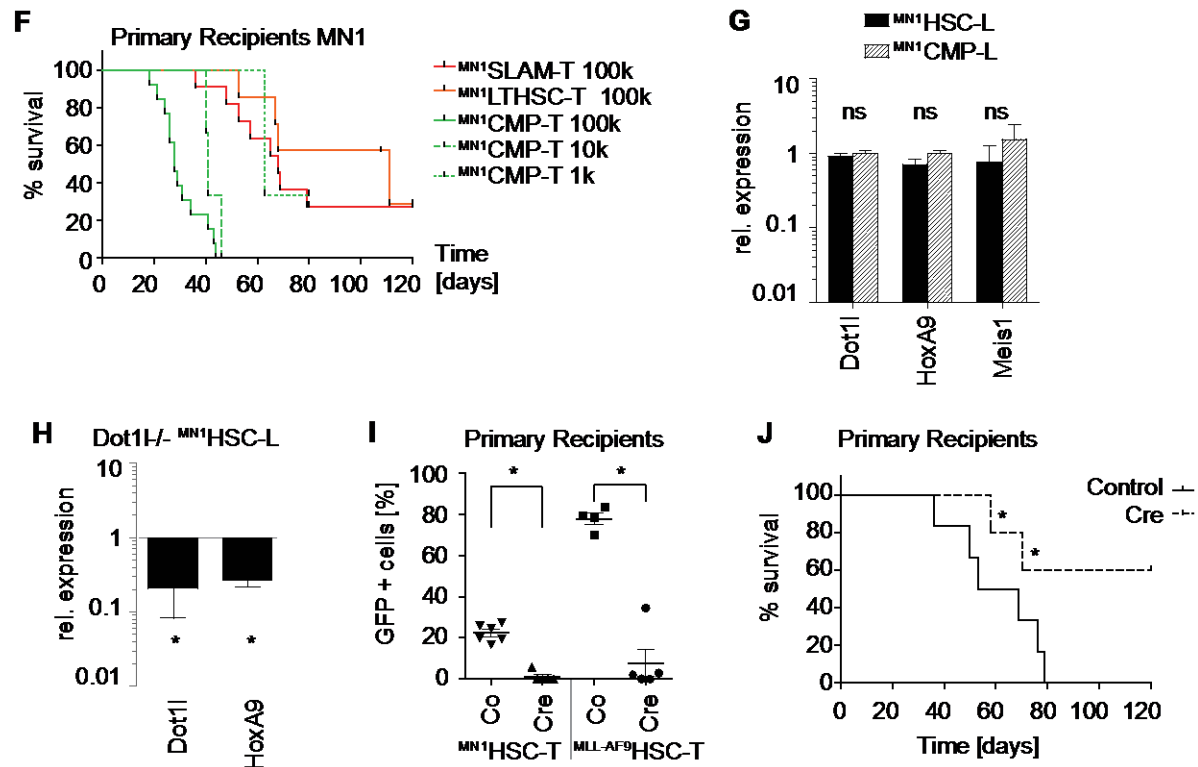 F
Primary Recipients MN1
100
80
60
40
20
0
% survival
0 20 40 60 80 100 120
Time
[days]
MN1SLAM-T 100k
MN1LTHSC-T 100k
MN1CMP-T 100k
MN1CMP-T 10k
MN1CMP-T 1k
G
MN1HSC-L
MN1CMP-L
10
1
0.1
0.01
rel. expression
ns ns ns
Dot1l
HoxA9
Meis1
H
Dot1l-/- MN1HSC-L
10
1
0.1
0.01
rel. expression
* *
Dot1l
HoxA9
I
Primary Recipients
* *
100
80
60
40
20
0
GFP + cells [%]
Co Cre Co Cre
MN1HSC-T MLL-AF9HSC-T
J
Primary Recipients
Control
Cre
100
80
60
40
20
0
% survival
*
*
0 20 40 60 80 120
Time [days]